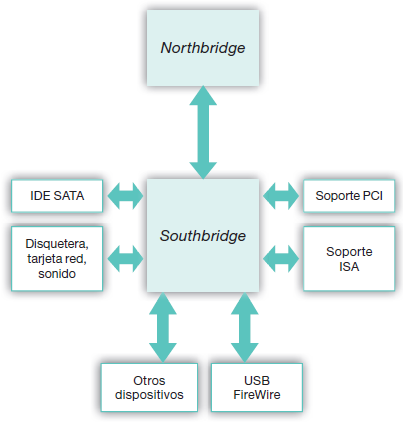 Northbridge
IDE SATA
Southbridge
Soporte PCI
Disquetera,
tarjeta red,
sonido
Soporte
ISA
Otros
dispositivos
USB
FireWire